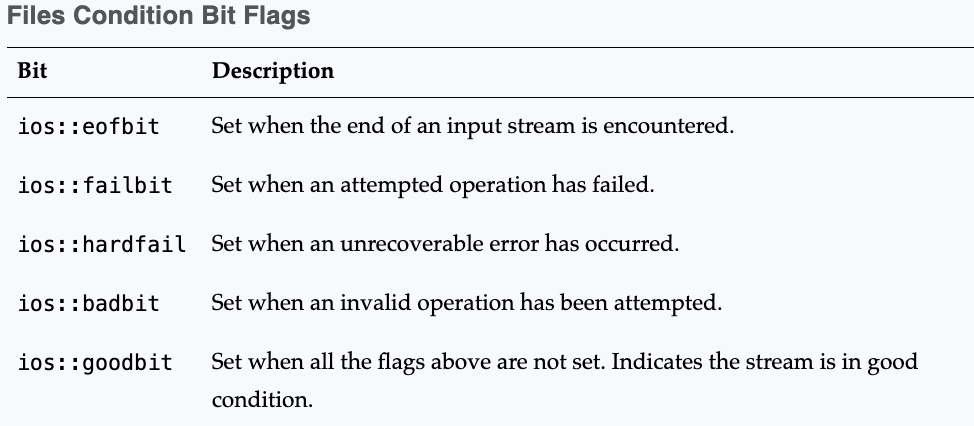 Files Condition Bit Flags
Bit Description
ios::eofbit Set when the end of an input stream is encountered.
ios::failbit Set when an attempted operation has failed.
ios::hardfail Set when an unrecoverable error has occurred.
ios::badbit Set when an invalid operation has been attempted.
ios::goodbit Set when all the flags above are not set. Indicates the stream is in good
condition.